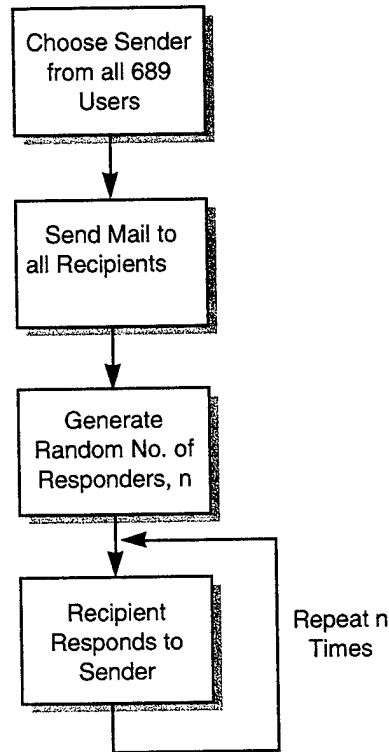 Choose Sender
from all 689
Users
Send Mail to
all Recipients
Generate
Random No. of
Responders, n
Recipient
Responds to
Sender
Repeat n
Times